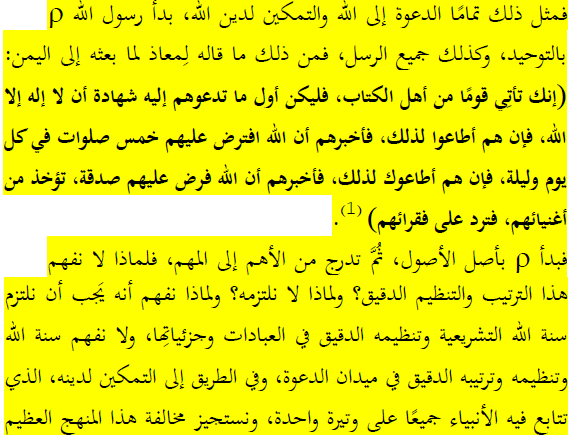 فمثل ذلك تمامًا الدعوة إلى الله والتمكين لدين الله، بدأ رسول الله ρ
بالتوحيد، وكذلك جميع الرسل، فمن ذلك ما قاله لِمعاذ لما بعثه إلى اليمن:
(إنك تأتِي قومًا من أهل الكتاب، فليكن أول ما تدعوهم إليه شهادة أن لا إله إلا
الله، فإن هم أطاعوا لذلك، فأخبرهم أن الله افترض عليهم خمس صلوات في كل
يوم وليلة، فإن هم أطاعوك لذلك، فأخبرهم أن الله فرض عليهم صدقة، تؤخذ من
أغنيائهم، فترد على فقرائهم) (1).
فبدأ ρ بأصل الأصول، ثُمَّ تدرج من الأهم إلى المهم، فلماذا لا نفهم
هذا الترتيب والتنظيم الدقيق؟ ولماذا لا نلتزمه؟ ولماذا نفهم أنه يَجب أن نلتزم
سنة الله التشريعية وتنظيمه الدقيق في العبادات وجزئياتِها، ولا نفهم سنة الله
وتنظيمه وترتيبه الدقيق في ميدان الدعوة، وفي الطريق إلى التمكين لدينه، الذي
تتابع فيه الأنبياء جميعًا على وتيرة واحدة، ونستجيز مخالفة هذا المنهج العظيم